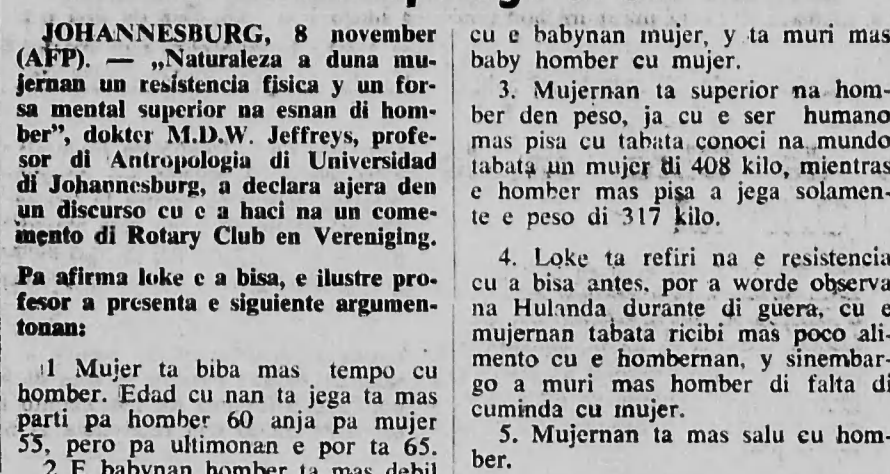 JOHANNESBURG, 8 november
(AFP). — „Naturaleza a duna mu-
jernan un resistencia fisica y un for-
sa mental superior na esnan di hom-
ber”, dokter M.D.W. Jeffreys, profe-
sor di Antropologia di Universidad
di Johannesburg, a declara ajera den
un discurso cu e a haci na un come-
mento di Rotary Club en Vereniging.
Pa afirma loke e a bisa, e ilustre pro-
fesor a presenta e siguiente argumen-
tonan:
1 Mujer ta biba mas tempo cu
homber. Edad cu nan ta jega ta mas
parti pa homber 60 anja pa mujer
55, pero pa ultimonan e por ta 65.
2 E babynan homber ta mas debil
cu e babynan mujer, y ta muri mas
baby homber cu mujer.
3. Mujernan ta superior na hom-
ber den peso, ja cu e ser humano
mas pisa cu tabata conoci na mundo
tabata un mujer di 408 kilo, mientras
e homber mas pisa a jega solamen-
te e peso di 317 kilo.
4. Loke ta refiri na e resistencia
cu a bisa antes, por a worde observa
na Hulanda durante di guera, cu e
mujernan tabata ricibi mas poco ali-
mento cu e hombernan, y sinembar-
go a muri mas homber di falta di
cuminda cu mujer.
5. Mujernan ta mas salu cu hom-
ber.